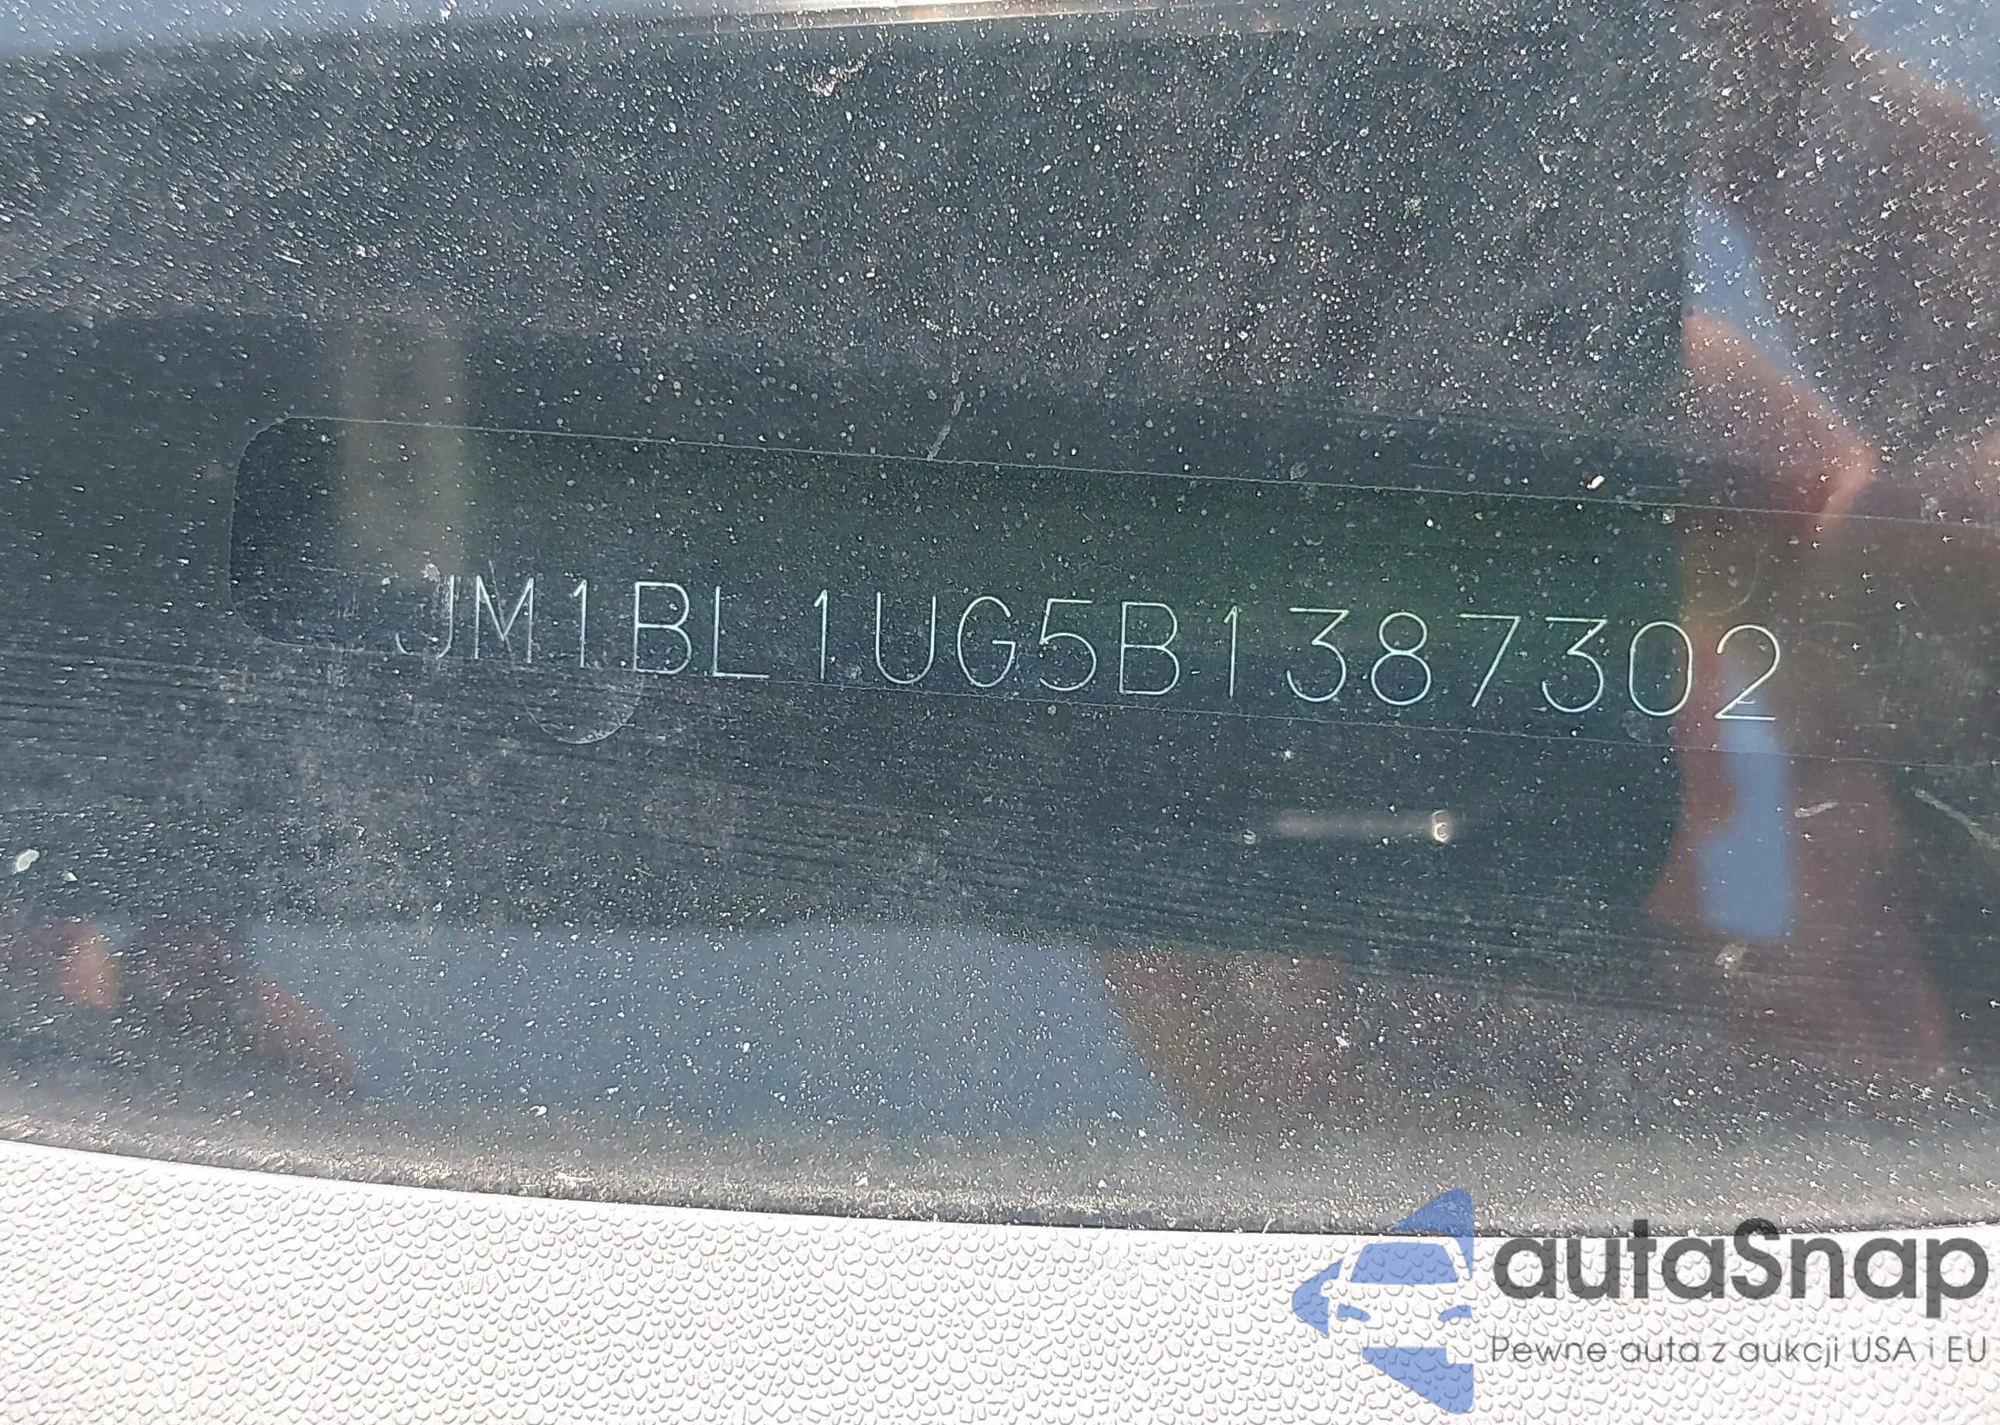 JM1BL1UG5B1387302
autaSnap
Pewne auta z aukcji USA i EU